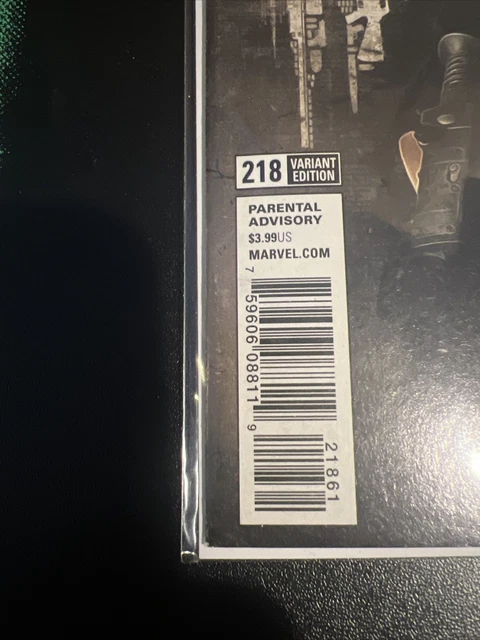 218 VARIANT
EDITION
PARENTAL
ADVISORY
$3.99US
MARVEL.COM
7 59606 08811 9
21861